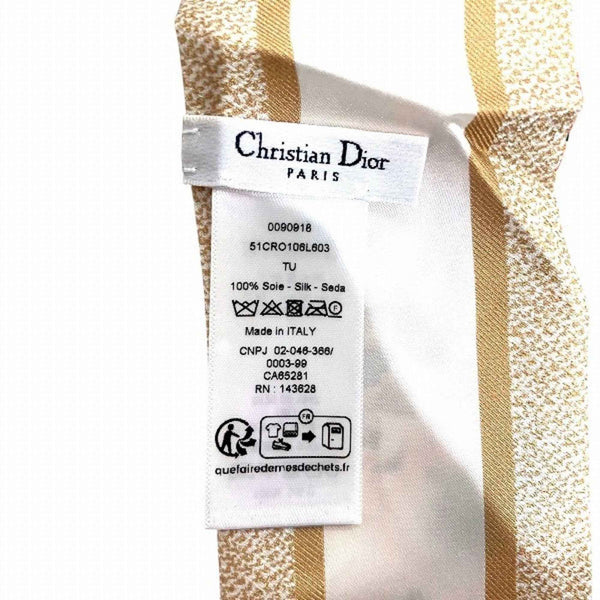 Christian Dior
PARIS
0090918
51CRO106L603
TU
100% Soie - Silk - Seda
F
Made in ITALY
CNPJ 02-046-366/
0003-99
CA65281
RN : 143628
FR
quefairedemesdechets.fr